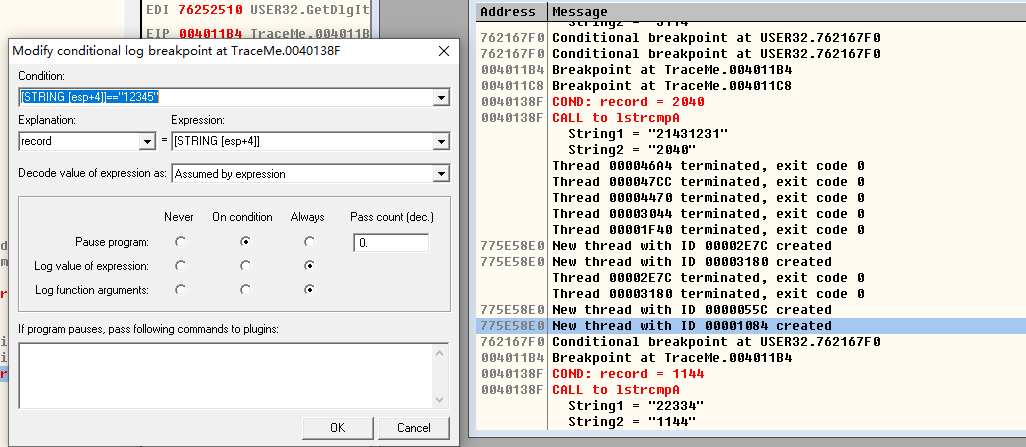 EDI 76252510 USER32.GetDlgIt
EIP 004011B4 TraceMe.004011B
Modify conditional log breakpoint at TraceMe.0040138F
Condition:
[STRING [esp+4]]=="12345"
Explanation:
Expression:
record
=
[STRING [esp+4]]
Decode value of expression as:
Assumed by expression
Never
On condition
Always
Pass count (dec.)
Pause program:
0.
Log value of expression:
Log function arguments:
If program pauses, pass following commands to plugins:
OK
Cancel
Address
Message
762167F0 Conditional breakpoint at USER32.762167F0
762167F0 Conditional breakpoint at USER32.762167F0
004011B4 Breakpoint at TraceMe.004011B4
004011C8 Breakpoint at TraceMe.004011C8
0040138F COND: record = 2040
0040138F CALL to lstrcmpA
String1 = "21431231"
String2 = "2040"
Thread 000046A4 terminated, exit code 0
Thread 000047CC terminated, exit code 0
Thread 00004470 terminated, exit code 0
Thread 00003044 terminated, exit code 0
Thread 00001F40 terminated, exit code 0
775E58E0 New thread with ID 00002E7C created
775E58E0 New thread with ID 00003180 created
Thread 00002E7C terminated, exit code 0
Thread 00003180 terminated, exit code 0
775E58E0 New thread with ID 0000055C created
775E58E0 New thread with ID 00001084 created
762167F0 Conditional breakpoint at USER32.762167F0
004011B4 Breakpoint at TraceMe.004011B4
0040138F COND: record = 1144
0040138F CALL to lstrcmpA
String1 = "22334"
String2 = "1144"